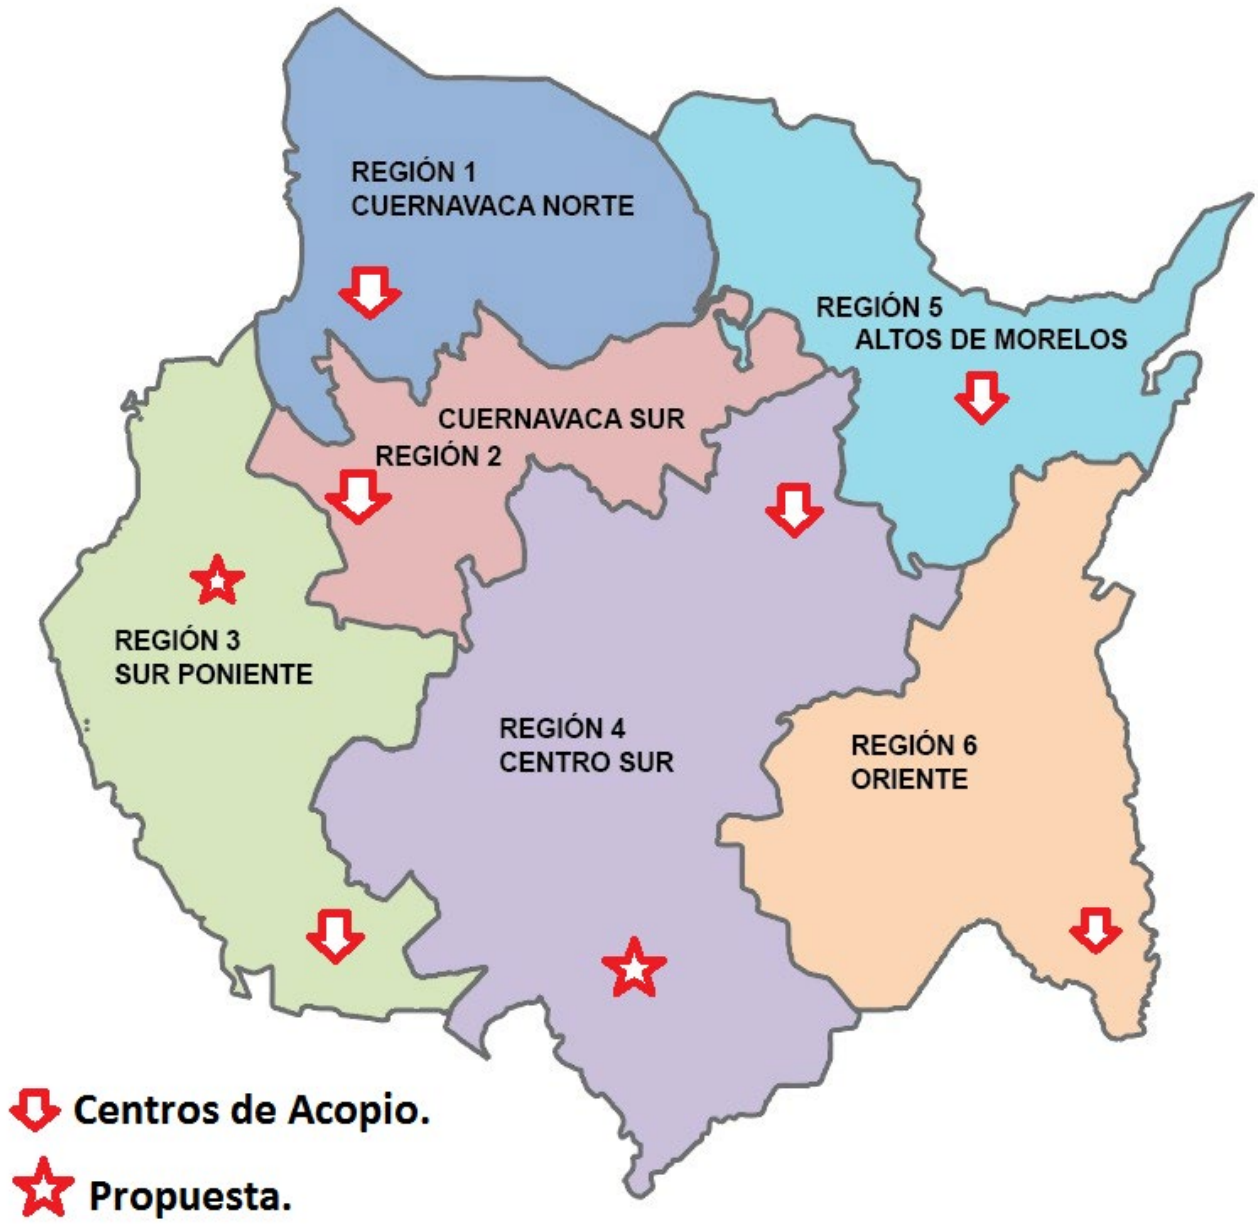 REGIÓN 1
CUERNAVACA NORTE
REGIÓN 5
ALTOS DE MORELOS
CUERNAVACA SUR
REGIÓN 2
REGIÓN 3
SUR PONIENTE
REGIÓN 4
CENTRO SUR
REGIÓN 6
ORIENTE
Centros de Acopio.
Propuesta.